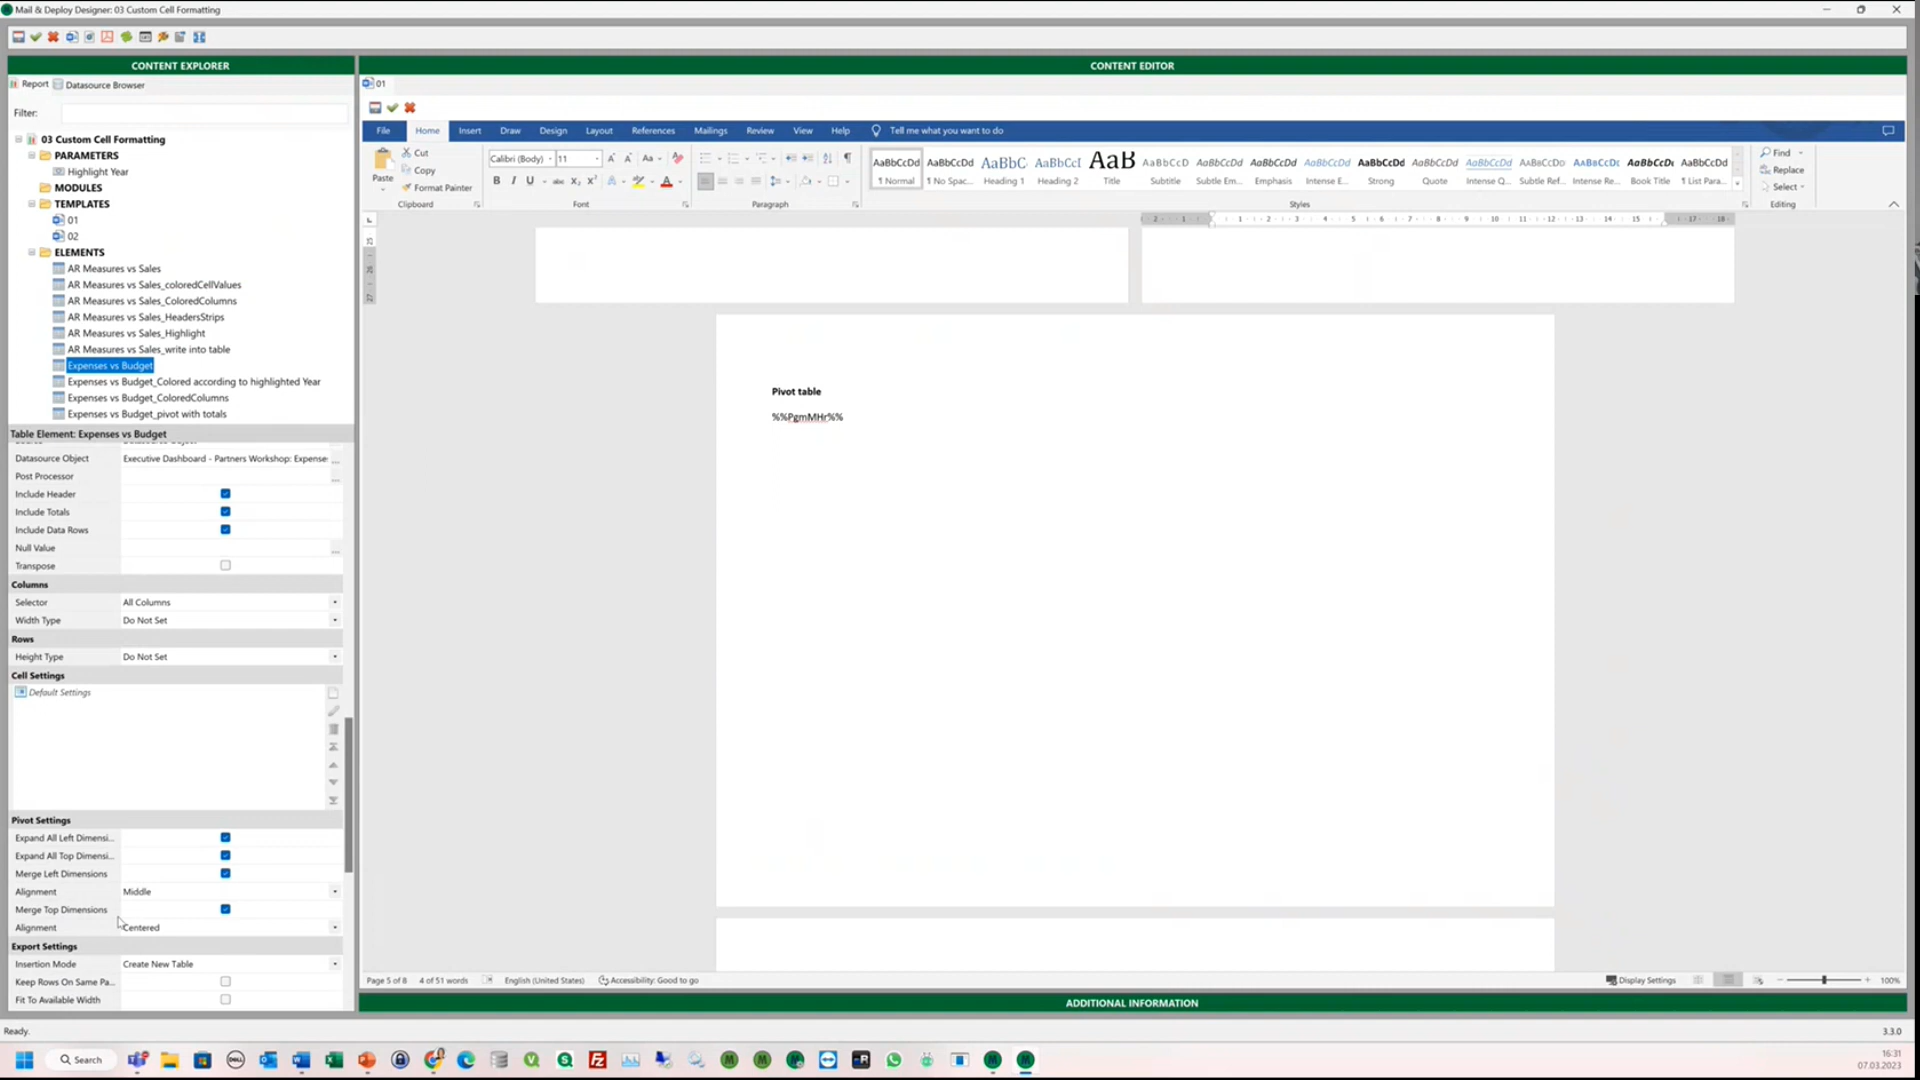 Mail & Deploy Designer: 03 Custom Cell Formatting
CONTENT EXPLORER
CONTENT EDITOR
Report
Datasource Browser
01
Filter:
File
Home
Insert
Draw
Design
Layout
References
Mailings
Review
View
Help
Tell me what you want to do
03 Custom Cell Formatting
PARAMETERS
Highlight Year
MODULES
TEMPLATES
01
02
ELEMENTS
AR Measures vs Sales
AR Measures vs Sales_coloredCellValues
AR Measures vs Sales_ColoredColumns
AR Measures vs Sales_HeadersStrips
AR Measures vs Sales_Highlight
AR Measures vs Sales_write into table
Expenses vs Budget
Expenses vs Budget_Colored according to highlighted Year
Expenses vs Budget_ColoredColumns
Expenses vs Budget_pivot with totals
Paste
Cut
Copy
Format Painter
Clipboard
Calibri (Body)
11
Font
Paragraph
AaBbCcDd AaBbCcDd AaBbC AaBbCcI AaB AaBbCcD AaBbCcDd AaBbCcDd AaBbCcDd AaBbCcDd AaBbCcDd AaBbCcDd AaBbCcDd AaBbCcDd AaBbCcDd AaBbCcDd
¶ Normal ¶ No Spac... Heading 1 Heading 2 Title Subtitle Subtle Em... Emphasis Intense E... Strong Quote Intense Q... Subtle Ref... Intense Re... Book Title ¶ List Para...
Styles
Find
Replace
Select
Editing
Table Element: Expenses vs Budget
Datasource Object Executive Dashboard - Partners Workshop: Expense
Post Processor
Include Header
Include Totals
Include Data Rows
Null Value
Transpose
Columns
Selector All Columns
Width Type Do Not Set
Rows
Height Type Do Not Set
Cell Settings
Default Settings
Pivot Settings
Expand All Left Dimensi...
Expand All Top Dimensi...
Merge Left Dimensions
Alignment Middle
Merge Top Dimensions
Alignment Centered
Export Settings
Insertion Mode Create New Table
Keep Rows On Same Pa...
Fit To Available Width
Pivot table
%%PgmMHr%%
Page 5 of 8
4 of 51 words
English (United States)
Accessibility: Good to go
Display Settings
100%
ADDITIONAL INFORMATION
Ready.
3.3.0
Search
16:31
07.03.2023